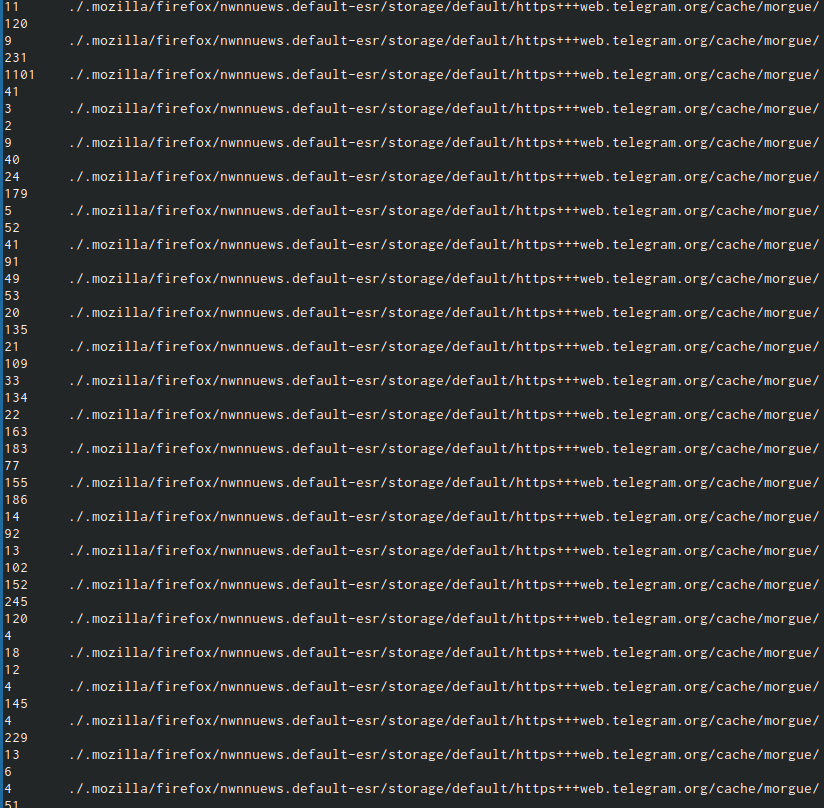 11      ./.mozilla/firefox/nwnnuews.default-esr/storage/default/https+++web.telegram.org/cache/morgue/
120
9       ./.mozilla/firefox/nwnnuews.default-esr/storage/default/https+++web.telegram.org/cache/morgue/
231
1101    ./.mozilla/firefox/nwnnuews.default-esr/storage/default/https+++web.telegram.org/cache/morgue/
41
3       ./.mozilla/firefox/nwnnuews.default-esr/storage/default/https+++web.telegram.org/cache/morgue/
2
9       ./.mozilla/firefox/nwnnuews.default-esr/storage/default/https+++web.telegram.org/cache/morgue/
40
24      ./.mozilla/firefox/nwnnuews.default-esr/storage/default/https+++web.telegram.org/cache/morgue/
179
5       ./.mozilla/firefox/nwnnuews.default-esr/storage/default/https+++web.telegram.org/cache/morgue/
52
41      ./.mozilla/firefox/nwnnuews.default-esr/storage/default/https+++web.telegram.org/cache/morgue/
91
49      ./.mozilla/firefox/nwnnuews.default-esr/storage/default/https+++web.telegram.org/cache/morgue/
53
20      ./.mozilla/firefox/nwnnuews.default-esr/storage/default/https+++web.telegram.org/cache/morgue/
135
21      ./.mozilla/firefox/nwnnuews.default-esr/storage/default/https+++web.telegram.org/cache/morgue/
109
33      ./.mozilla/firefox/nwnnuews.default-esr/storage/default/https+++web.telegram.org/cache/morgue/
134
22      ./.mozilla/firefox/nwnnuews.default-esr/storage/default/https+++web.telegram.org/cache/morgue/
163
183     ./.mozilla/firefox/nwnnuews.default-esr/storage/default/https+++web.telegram.org/cache/morgue/
77
155     ./.mozilla/firefox/nwnnuews.default-esr/storage/default/https+++web.telegram.org/cache/morgue/
186
14      ./.mozilla/firefox/nwnnuews.default-esr/storage/default/https+++web.telegram.org/cache/morgue/
92
13      ./.mozilla/firefox/nwnnuews.default-esr/storage/default/https+++web.telegram.org/cache/morgue/
102
152     ./.mozilla/firefox/nwnnuews.default-esr/storage/default/https+++web.telegram.org/cache/morgue/
245
120     ./.mozilla/firefox/nwnnuews.default-esr/storage/default/https+++web.telegram.org/cache/morgue/
4
18      ./.mozilla/firefox/nwnnuews.default-esr/storage/default/https+++web.telegram.org/cache/morgue/
12
4       ./.mozilla/firefox/nwnnuews.default-esr/storage/default/https+++web.telegram.org/cache/morgue/
145
4       ./.mozilla/firefox/nwnnuews.default-esr/storage/default/https+++web.telegram.org/cache/morgue/
229
13      ./.mozilla/firefox/nwnnuews.default-esr/storage/default/https+++web.telegram.org/cache/morgue/
6
4       ./.mozilla/firefox/nwnnuews.default-esr/storage/default/https+++web.telegram.org/cache/morgue/
51